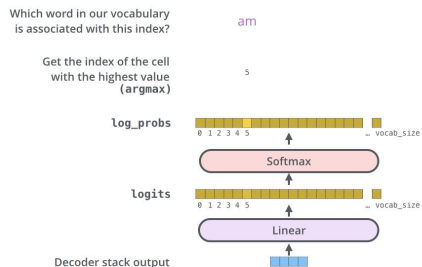 Which word in our vocabulary
is associated with this index?
am
Get the index of the cell
with the highest value
(argmax)
5
log_probs
0 1 2 3 4 5 … vocab_size
Softmax
logits
0 1 2 3 4 5 … vocab_size
Linear
Decoder stack output